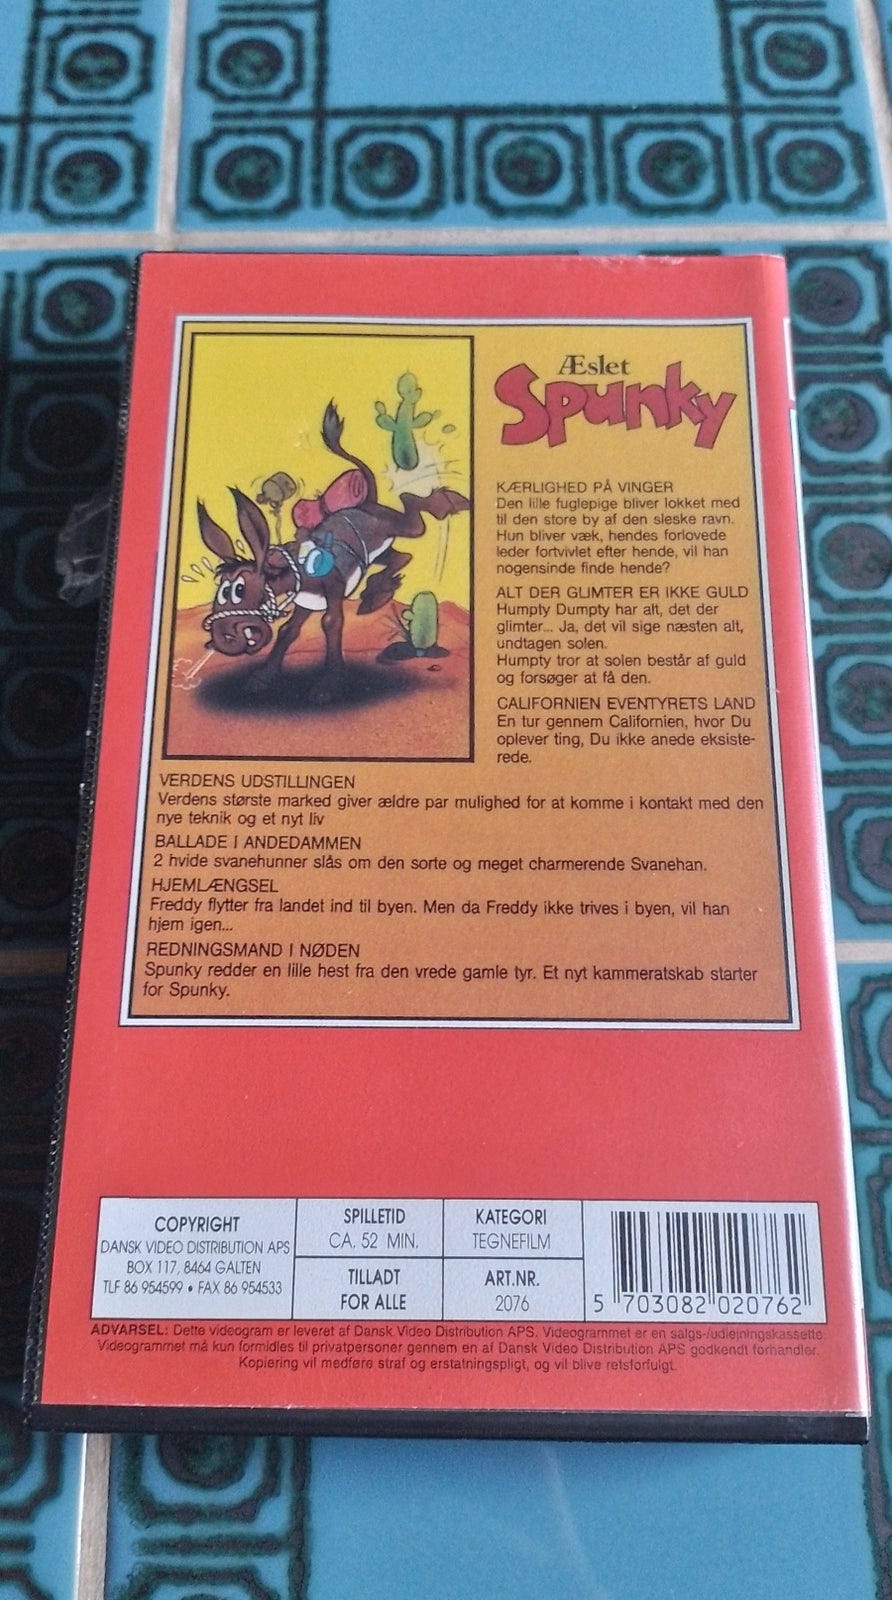 Æslet
Spunky
KÆRLIGHED PÅ VINGER
Den lille fuglepige bliver lokket med
til den store by af den sleske ravn.
Hun bliver væk, hendes forlovede
leder fortvivlet efter hende, vil han
nogensinde finde hende?
ALT DER GLIMTER ER IKKE GULD
Humpty Dumpty har alt, det der
glimter... Ja, det vil sige næsten alt,
undtagen solen.
Humpty tror at solen består af guld
og forsøger at få den.
CALIFORNIEN EVENTYRETS LAND
En tur gennem Californien, hvor Du
oplever ting, Du ikke anede eksiste-
rede.
VERDENS UDSTILLINGEN
Verdens største marked giver ældre par mulighed for at komme i kontakt med den
nye teknik og et nyt liv
BALLADE I ANDEDAMMEN
2 hvide svanehunner slås om den sorte og meget charmerende Svanehan.
HJEMLÆNGSEL
Freddy flytter fra landet ind til byen. Men da Freddy ikke trives i byen, vil han
hjem igen...
REDNINGSMAND I NØDEN
Spunky redder en lille hest fra den vrede gamle tyr. Et nyt kammeratskab starter
for Spunky.
COPYRIGHT
DANSK VIDEO DISTRIBUTION APS
BOX 117, 8464 GALTEN
TLF 86 954599 • FAX 86 954533
SPILLETID
CA. 52 MIN.
TILLADT
FOR ALLE
KATEGORI
TEGNEFILM
ART.NR.
2076
5 703082 020762
ADVARSEL: Dette videogram er leveret af Dansk Video Distribution APS. Videogrammet er en salgs-/udlejningskassette.
Videogrammet må kun formidles til privatpersoner gennem en af Dansk Video Distribution APS godkendt forhandler.
Kopiering vil medføre straf og erstatningspligt, og vil blive retsforfulgt.